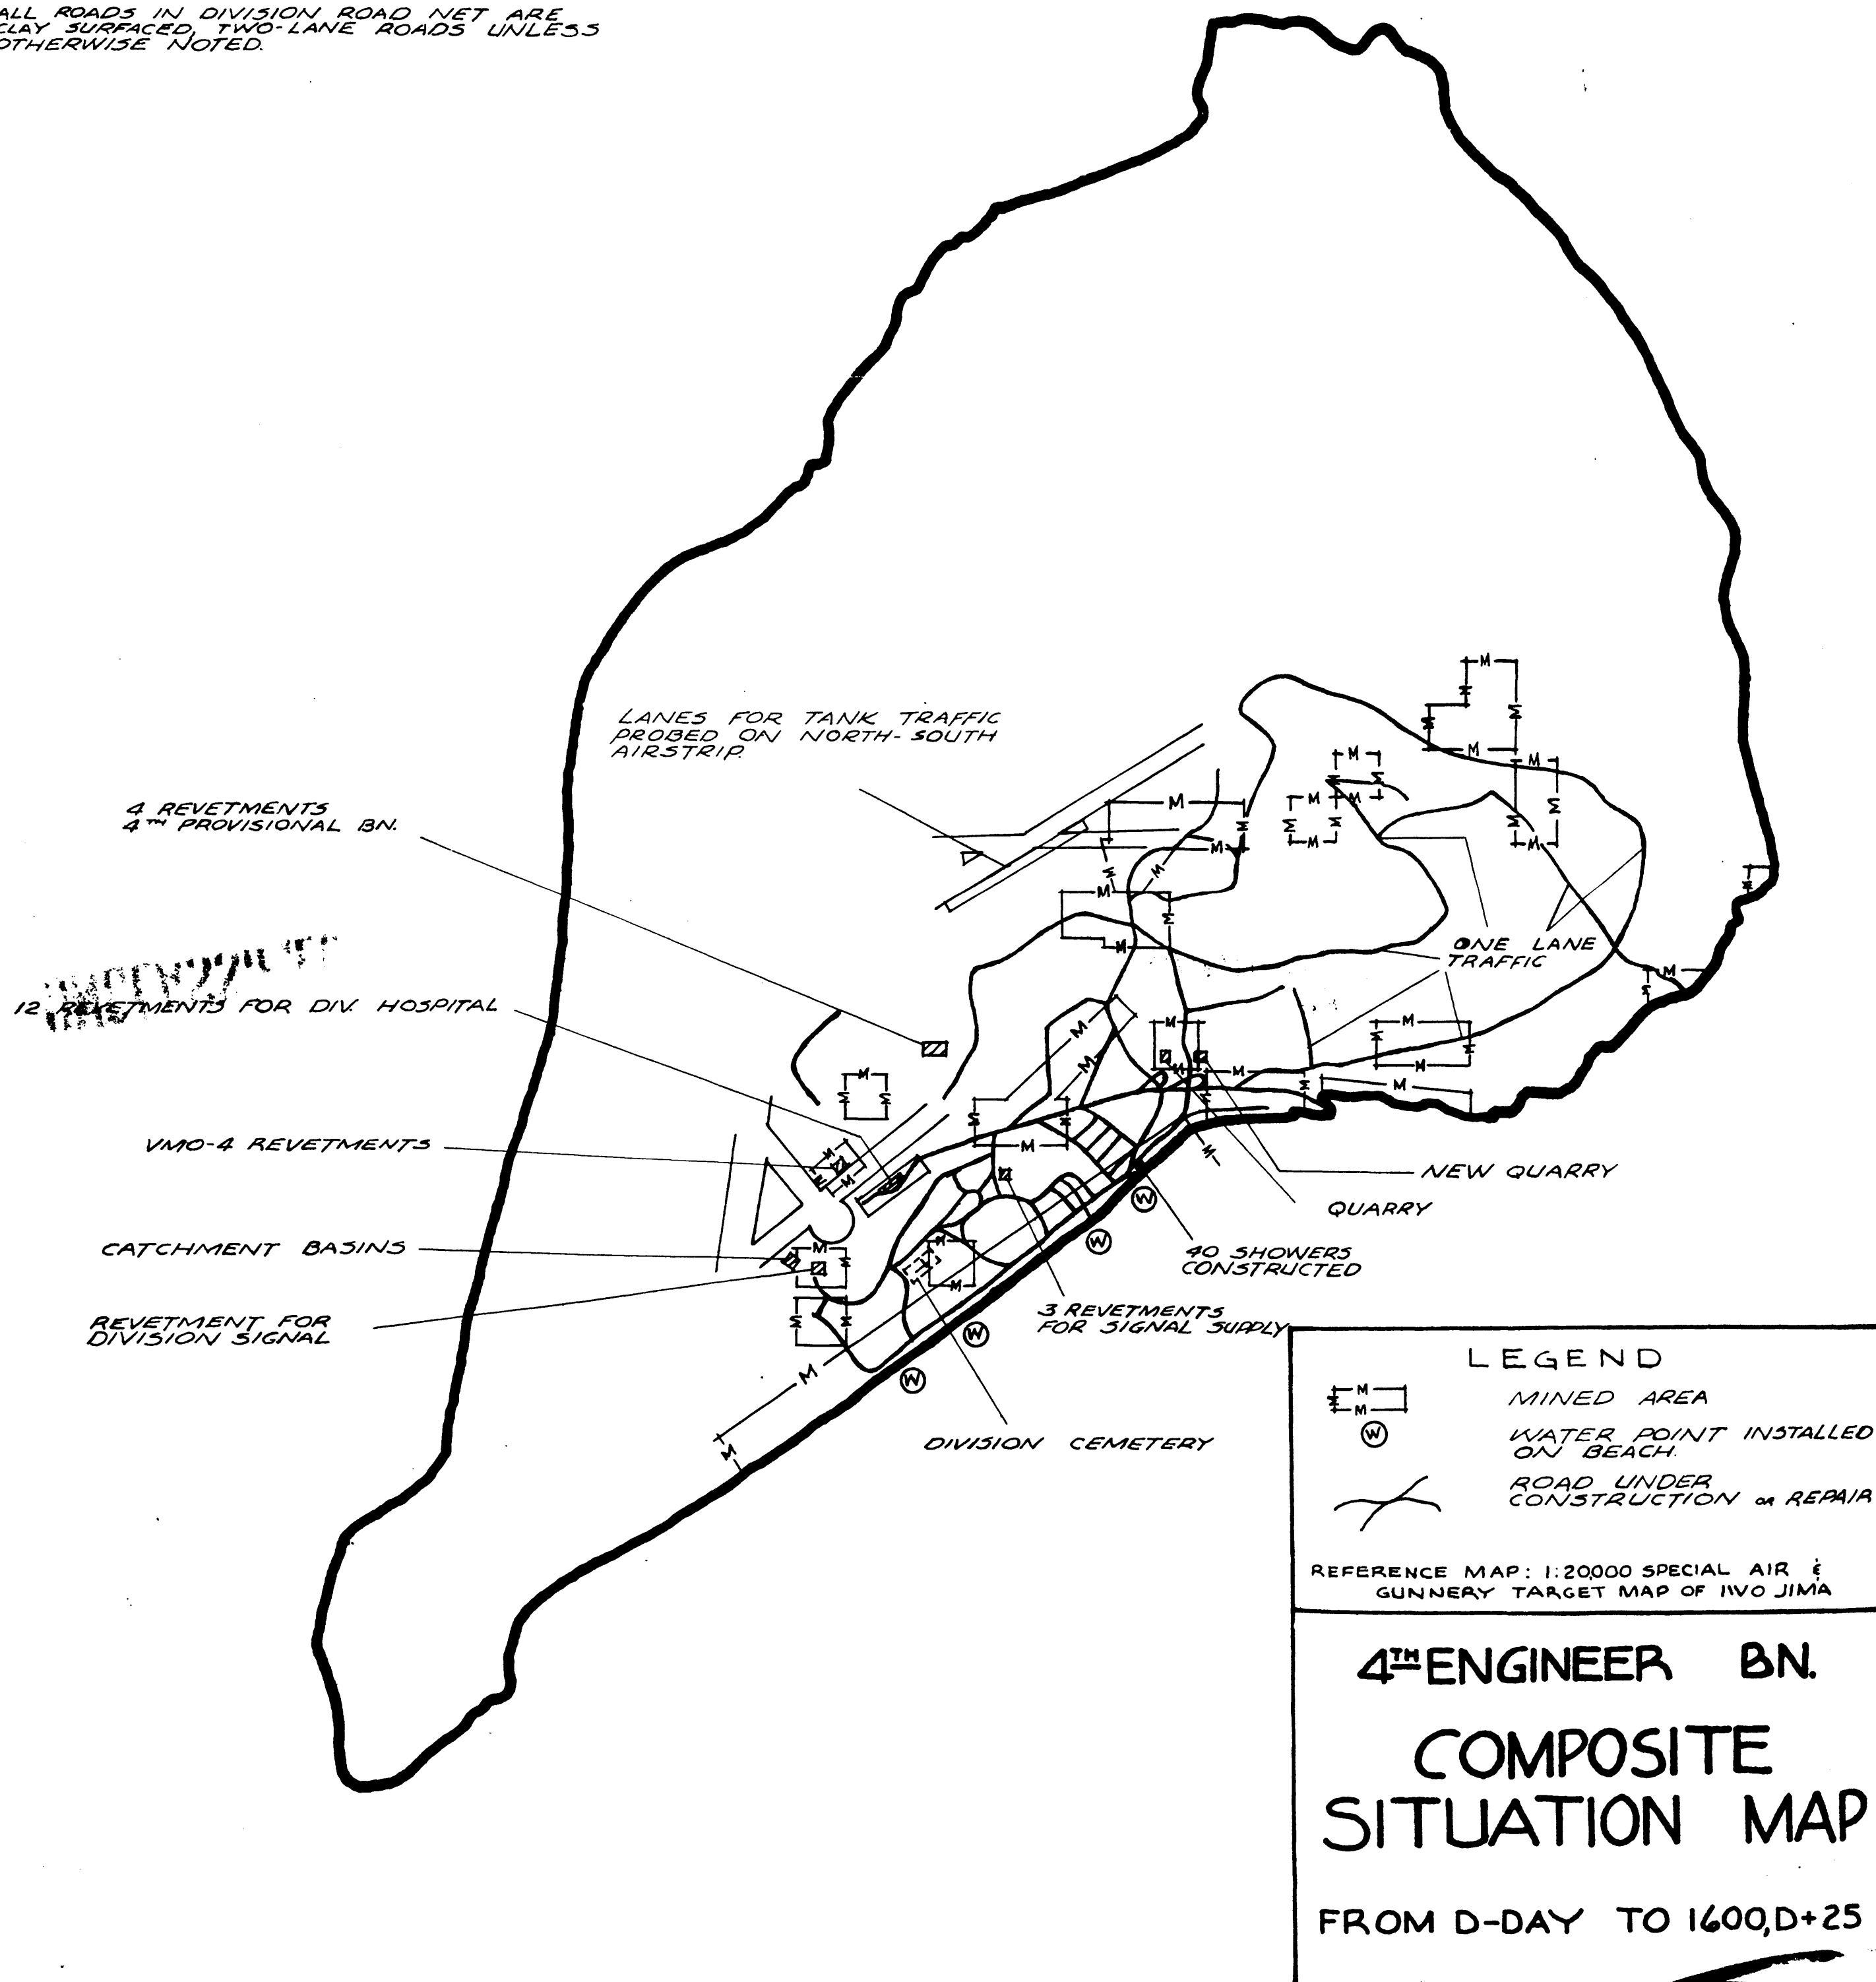 ALL ROADS IN DIVISION ROAD NET ARE
CLAY SURFACED, TWO-LANE ROADS UNLESS
OTHERWISE NOTED.
LANES FOR TANK TRAFFIC
PROBED ON NORTH-SOUTH
AIRSTRIP.
4 REVETMENTS
4TH PROVISIONAL BN.
12 REVETMENTS FOR DIV. HOSPITAL
VMO-4 REVETMENTS
CATCHMENT BASINS
REVETMENT FOR
DIVISION SIGNAL
ONE LANE
TRAFFIC
NEW QUARRY
QUARRY
40 SHOWERS
CONSTRUCTED
3 REVETMENTS
FOR SIGNAL SUPPLY
DIVISION CEMETERY
W
W
W
W
LEGEND
M
M
M
MINED AREA
W
WATER POINT INSTALLED
ON BEACH.
ROAD UNDER
CONSTRUCTION OR REPAIR
REFERENCE MAP: 1:20,000 SPECIAL AIR &
GUNNERY TARGET MAP OF IWO JIMA
4TH ENGINEER BN.
COMPOSITE
SITUATION MAP
FROM D-DAY TO 1600, D+25